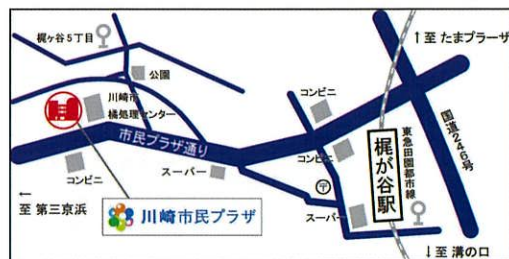 梶ヶ谷5丁目
公園
川崎市
橘処理センター
市民プラザ通り
コンビニ
スーパー
←
至 第三京浜
川崎市民プラザ
コンビニ
コンビニ
〒
スーパー
梶が谷駅
東急田園都市線
↑至 たまプラーザ
国道246号
↓至 溝の口